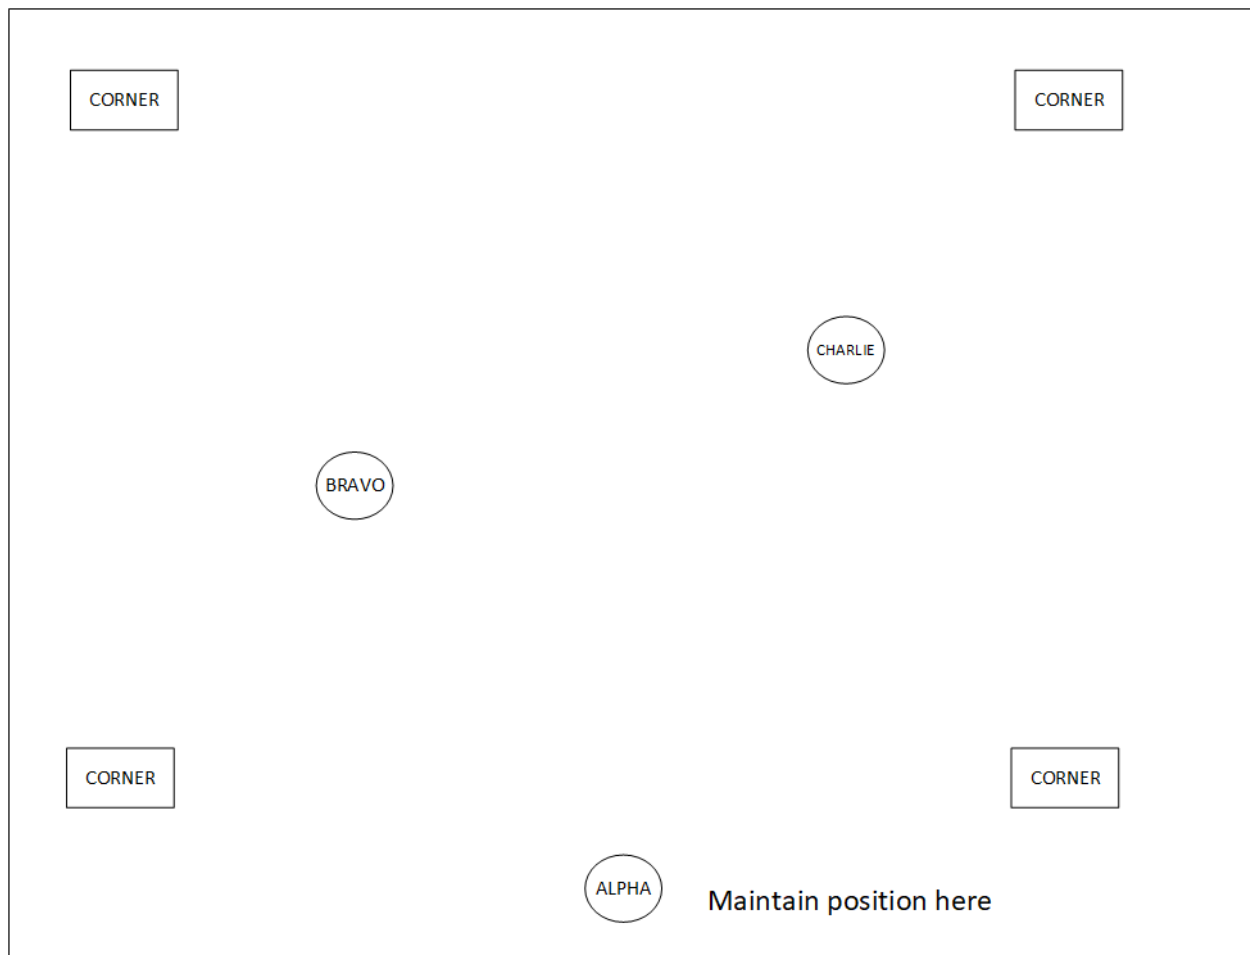 CORNER
CORNER
CHARLIE
BRAVO
CORNER
CORNER
ALPHA
Maintain position here